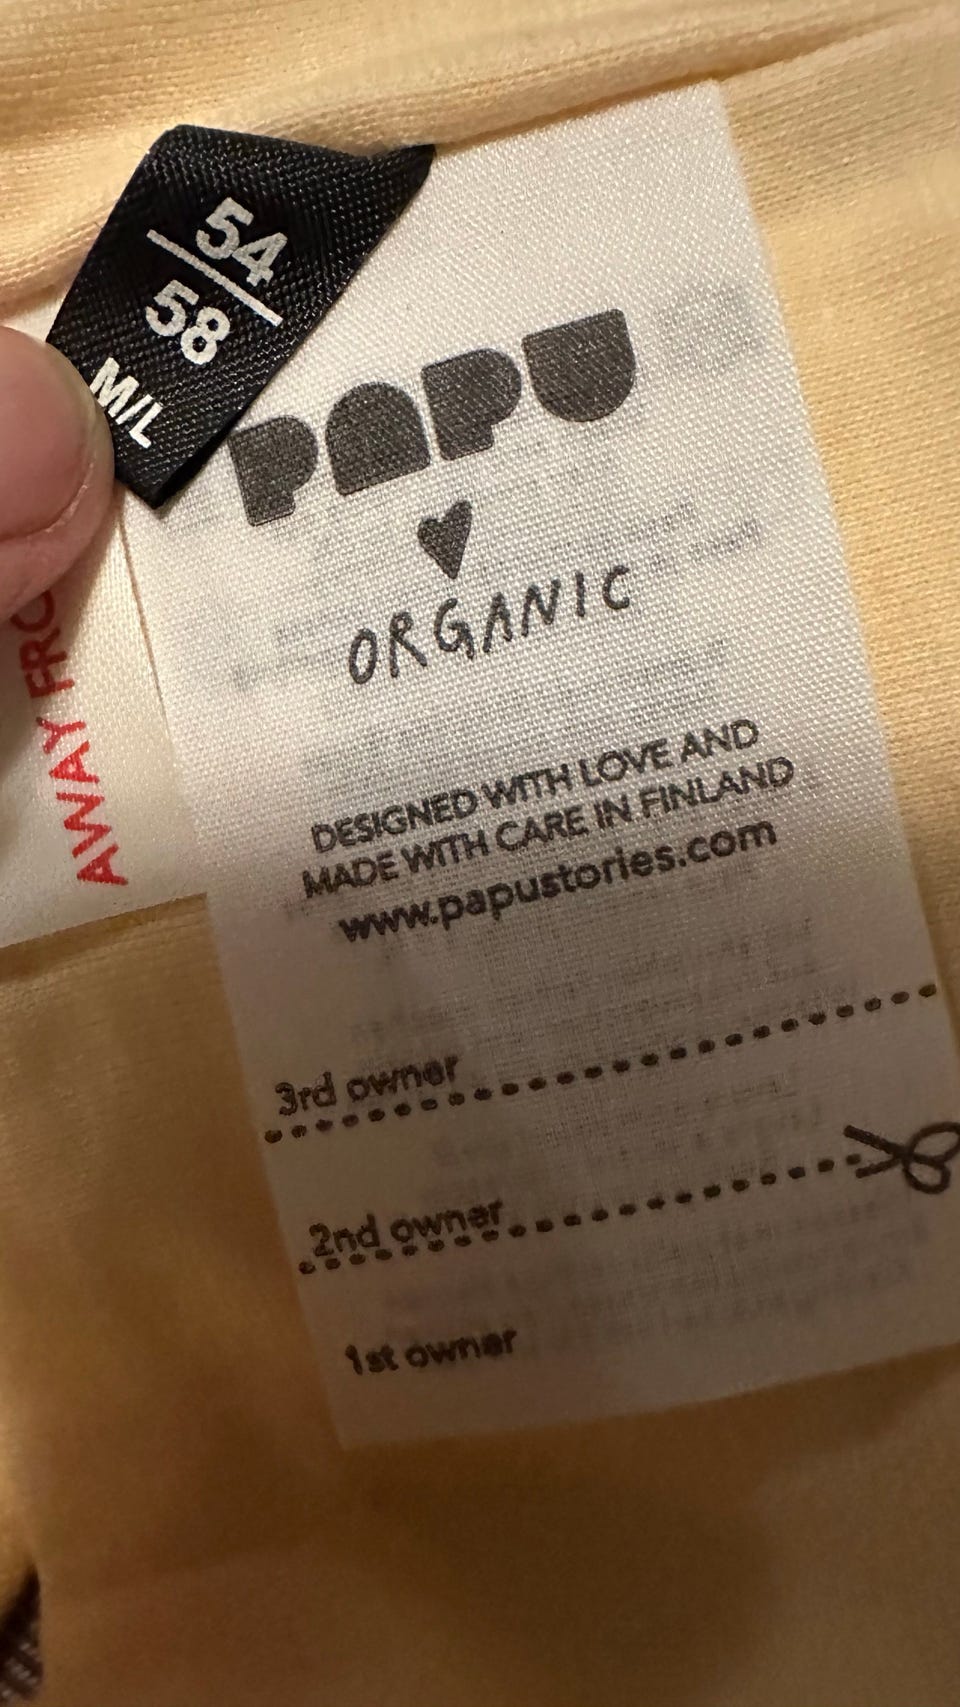 54
58
M/L
PAPU
ORGANIC
DESIGNED WITH LOVE AND
MADE WITH CARE IN FINLAND
www.papustories.com
3rd owner
2nd owner
1st owner
AWAY